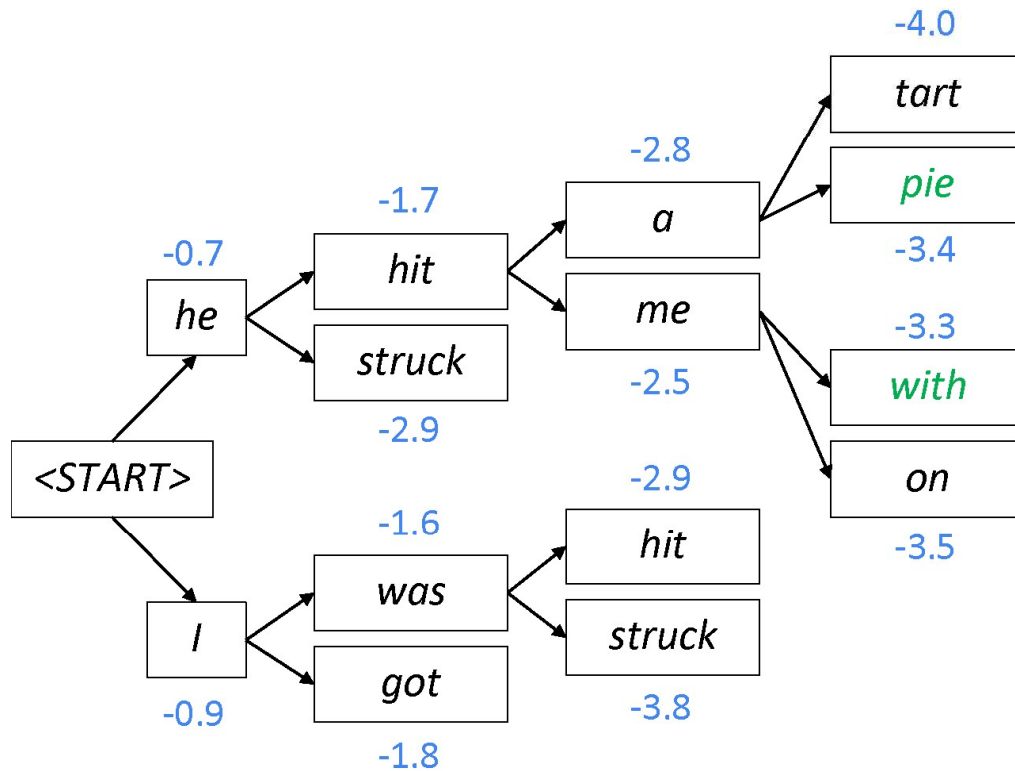 -4.0
tart
-2.8
pie
-1.7
a
-3.4
-0.7
hit
he
me
-3.3
struck
-2.5
with
-2.9
<START>
-2.9
on
-1.6
hit
-3.5
was
I
struck
got
-0.9
-3.8
-1.8